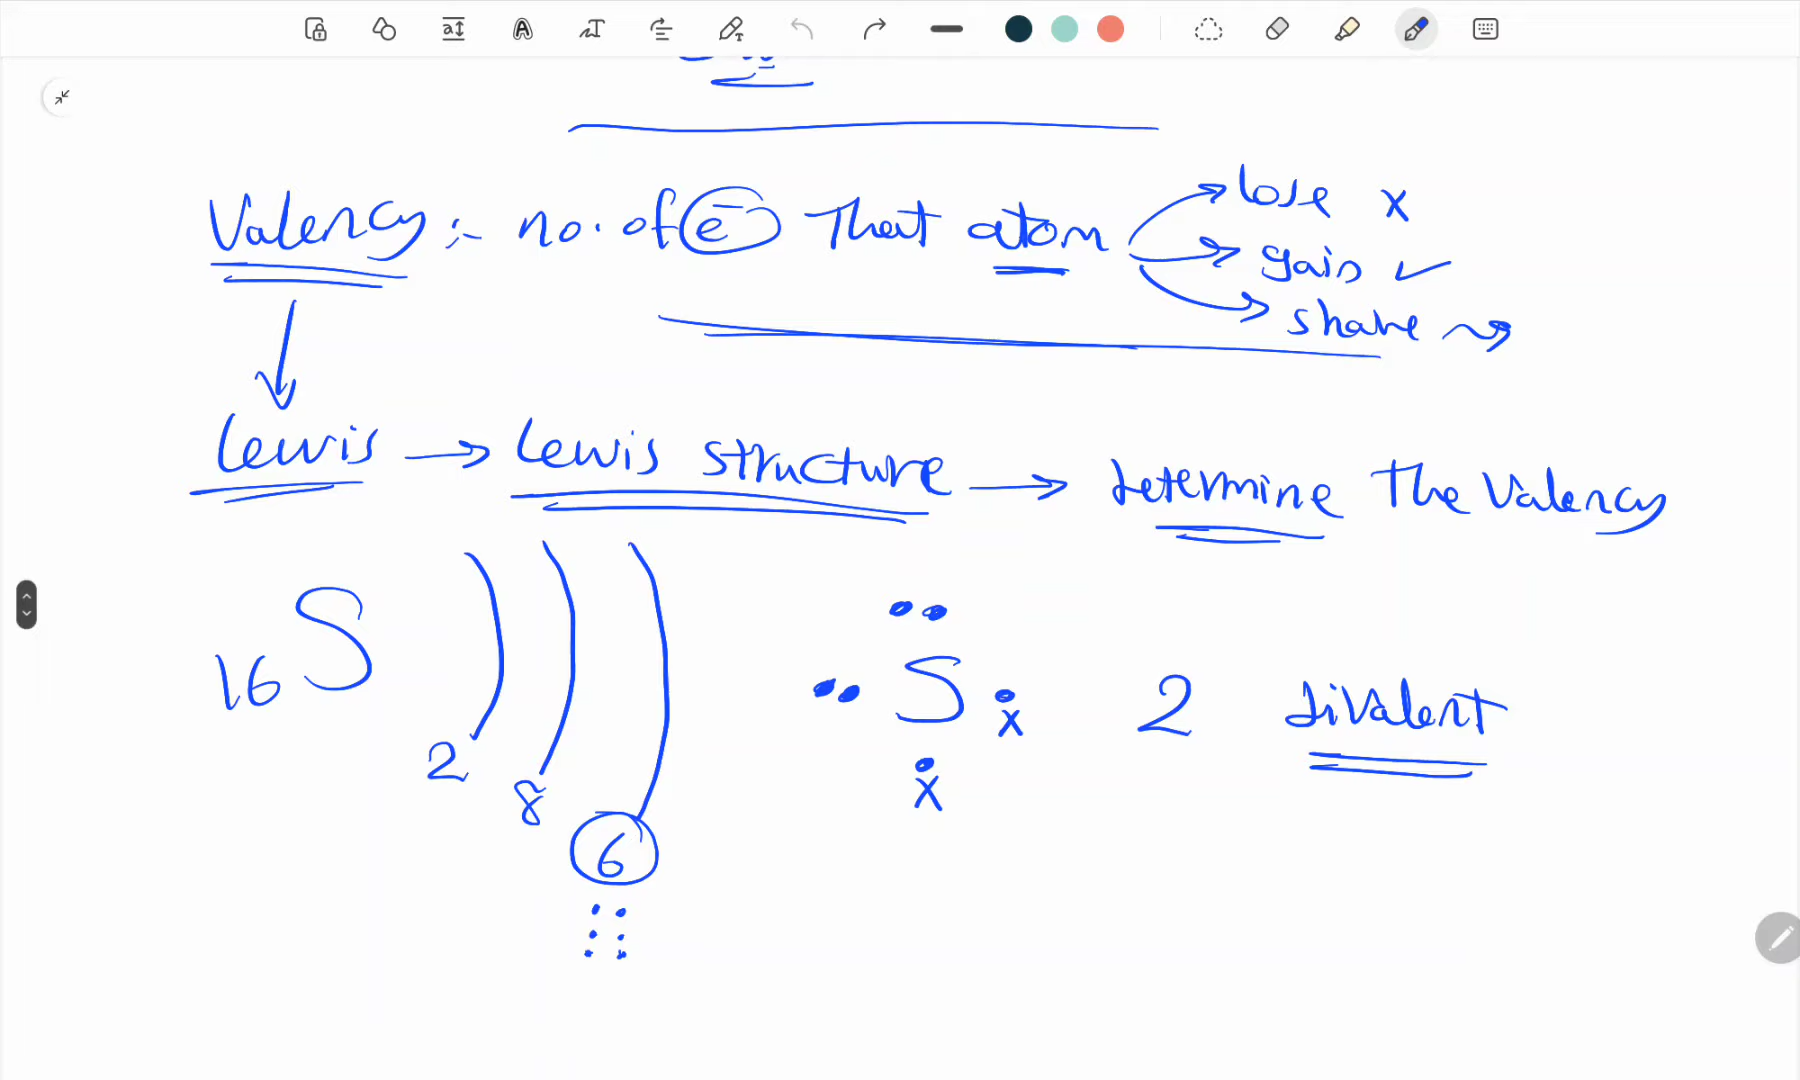 Valency :- no. of e⁻ That atom
lose x
gain ✓
share
Lewis → Lewis structure → Determine The Valency
16 S
2
8
6
S
x
x
2 divalent